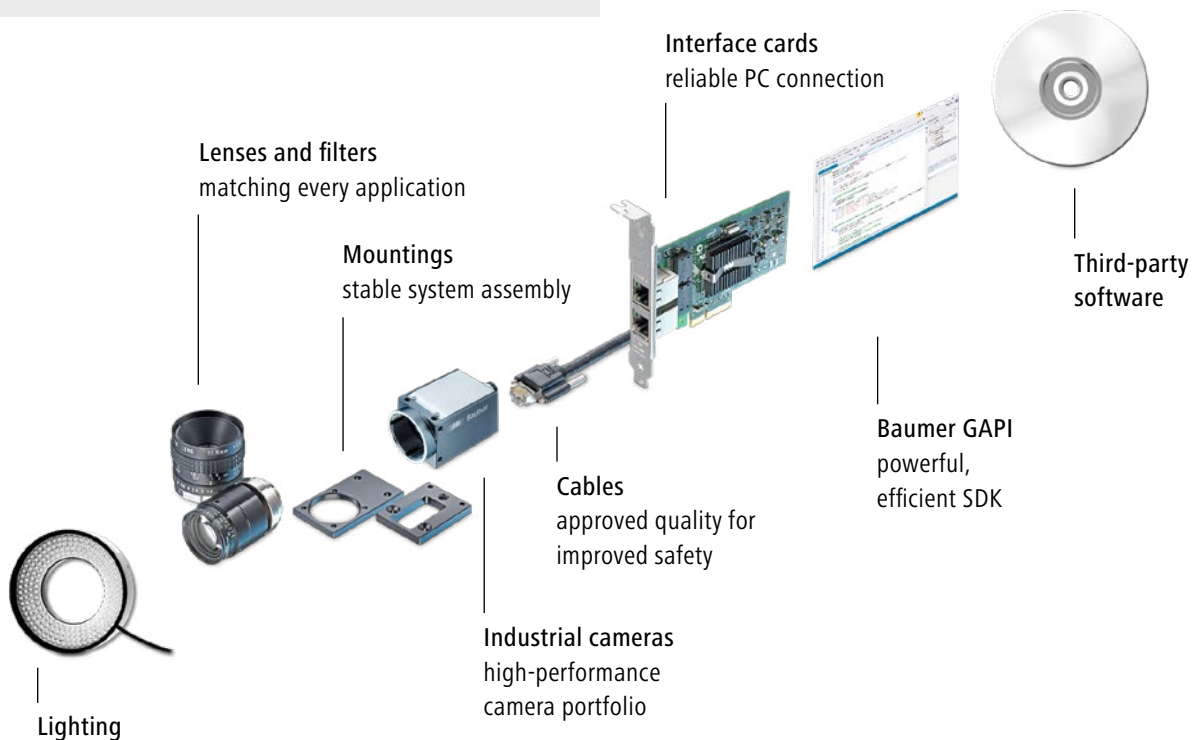 Interface cards
reliable PC connection
Lenses and filters
matching every application
Mountings
stable system assembly
Third-party
software
Baumer GAPI
powerful,
efficient SDK
Cables
approved quality for
improved safety
Industrial cameras
high-performance
camera portfolio
Lighting
Baumer